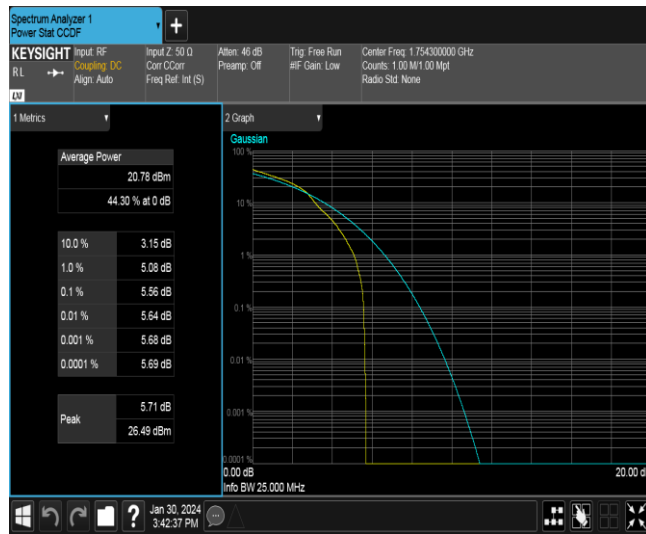 Spectrum Analyzer 1
Power Stat CCDF
+
KEYSIGHT
RL
LXI
Input: RF
Coupling: DC
Align: Auto
Input Z: 50 Ω
Corr CCorr
Freq Ref: Int (S)
Atten: 46 dB
Preamp: Off
Trig: Free Run
#IF Gain: Low
Center Freq: 1.754300000 GHz
Counts: 1.00 M/1.00 Mpt
Radio Std: None
1 Metrics
Average Power
20.78 dBm
44.30 % at 0 dB
10.0 % 3.15 dB
1.0 % 5.08 dB
0.1 % 5.56 dB
0.01 % 5.64 dB
0.001 % 5.68 dB
0.0001 % 5.69 dB
Peak
5.71 dB
26.49 dBm
2 Graph
Gaussian
100 %
10 %
1 %
0.1 %
0.01 %
0.001 %
0.0001 %
0.00 dB
20.00 d
Info BW 25.000 MHz
?
Jan 30, 2024
3:42:37 PM